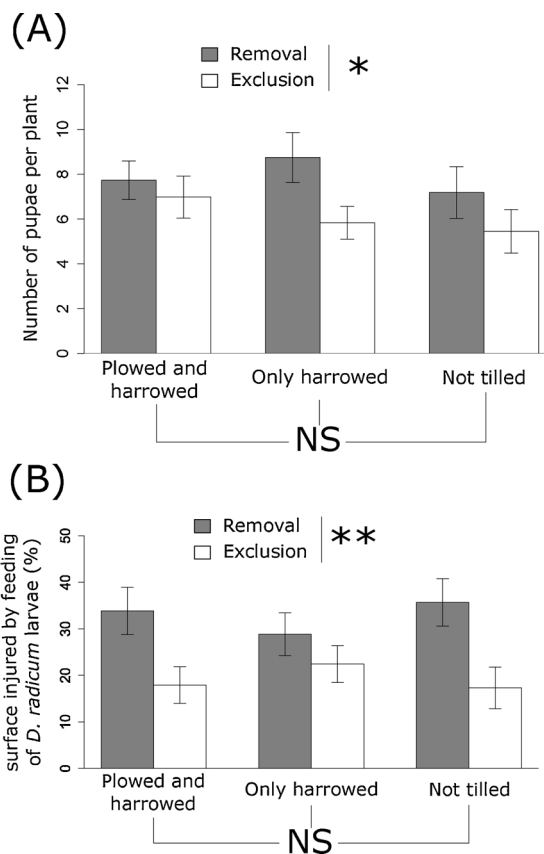 (A)
Removal
Exclusion
*
Number of pupae per plant
12
10
8
6
4
2
0
Plowed and
harrowed
Only harrowed
Not tilled
NS
(B)
Removal
Exclusion
**
surface injured by feeding
of D. radicum larvae (%)
50
40
30
20
10
0
Plowed and
harrowed
Only harrowed
Not tilled
NS